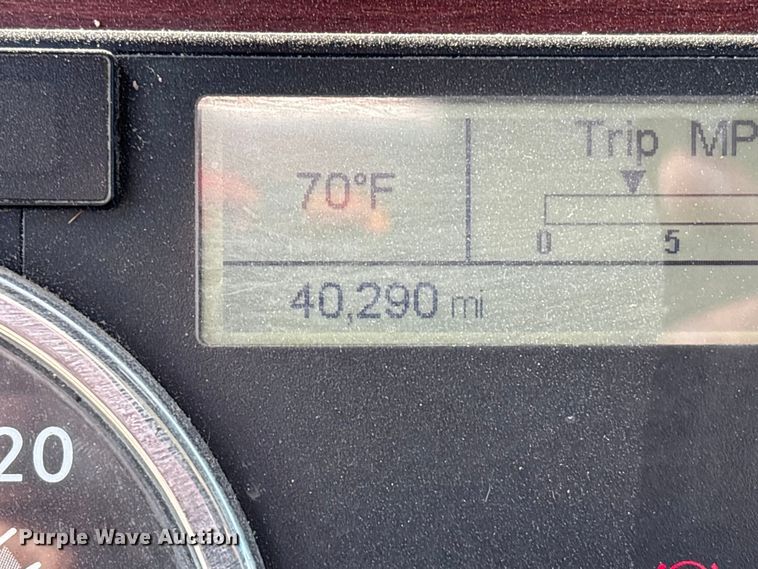 Trip MP
70°F
0 5
40,290 mi
20
Purple Wave Auction